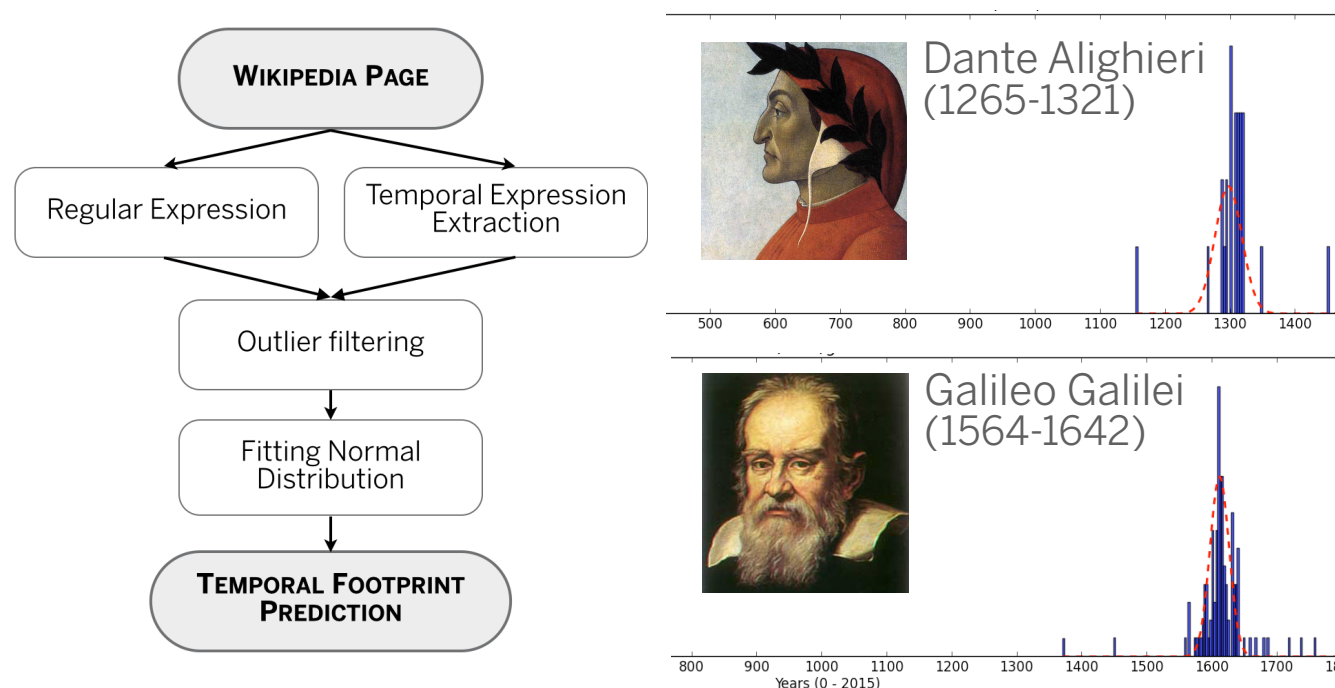 WIKIPEDIA PAGE
Regular Expression
Temporal Expression
Extraction
Outlier filtering
Fitting Normal
Distribution
TEMPORAL FOOTPRINT
PREDICTION
Dante Alighieri
(1265-1321)
500 600 700 800 900 1000 1100 1200 1300 1400
Galileo Galilei
(1564-1642)
800 900 1000 1100 1200 1300 1400 1500 1600 1700
Years (0 - 2015)